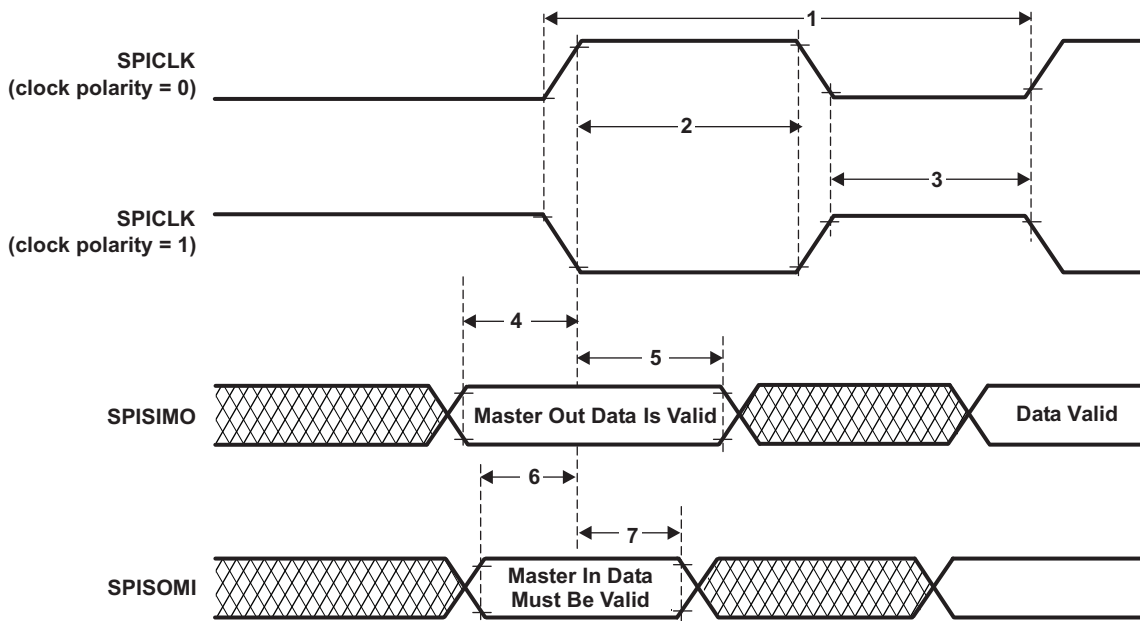 1
SPICLK
(clock polarity = 0)
2
3
SPICLK
(clock polarity = 1)
4
5
SPISIMO
Master Out Data Is Valid
Data Valid
6
7
SPISOMI
Master In Data
Must Be Valid